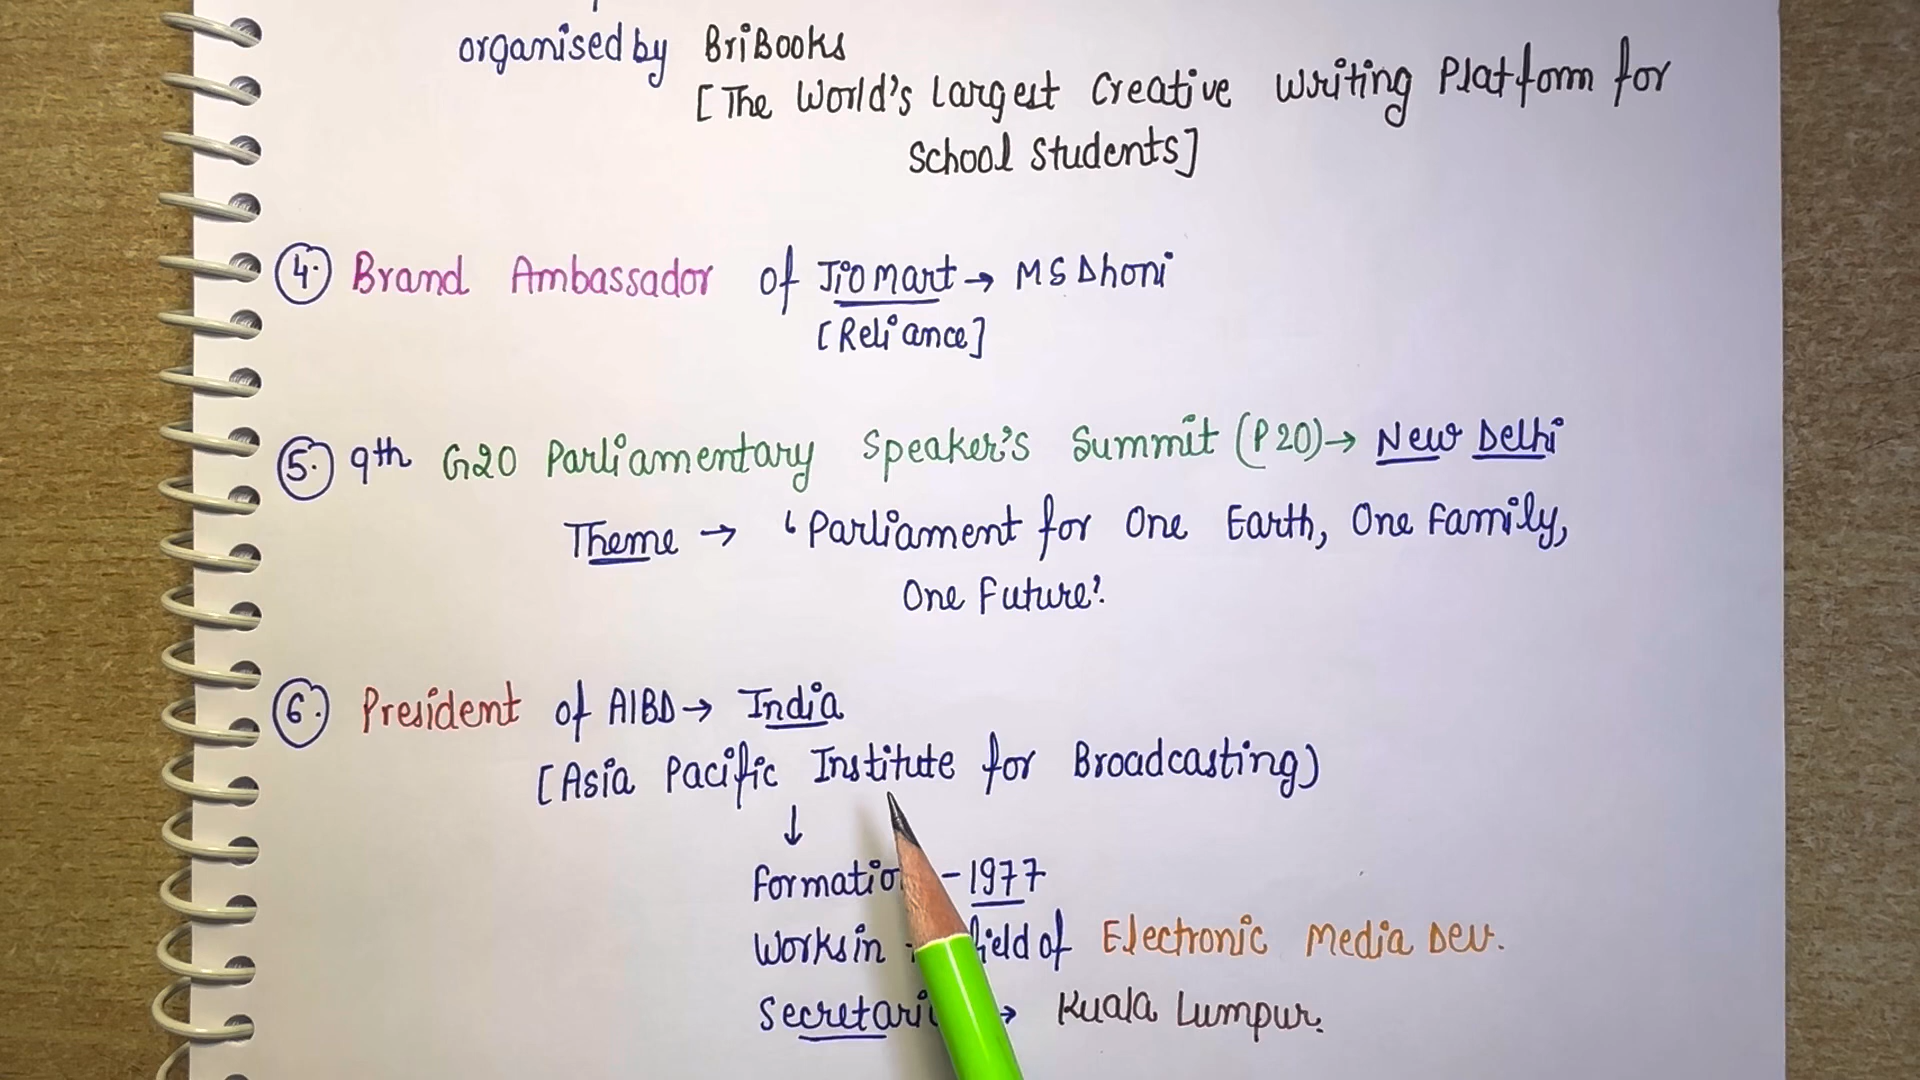 organised by BriBooks
[The World's Largest Creative Writing Platform for
School Students]
4. Brand Ambassador of Jiomart → MS Dhoni
[Reliance]
5. 9th G20 Parliamentary Speaker's Summit (P20) → New Delhi
Theme → 'Parliament for One Earth, One Family,
One Future'.
6. President of AIBD → India
[Asia Pacific Institute for Broadcasting)
↓
Formation - 1977
Works in field of Electronic Media Dev.
→ Kuala Lumpur.